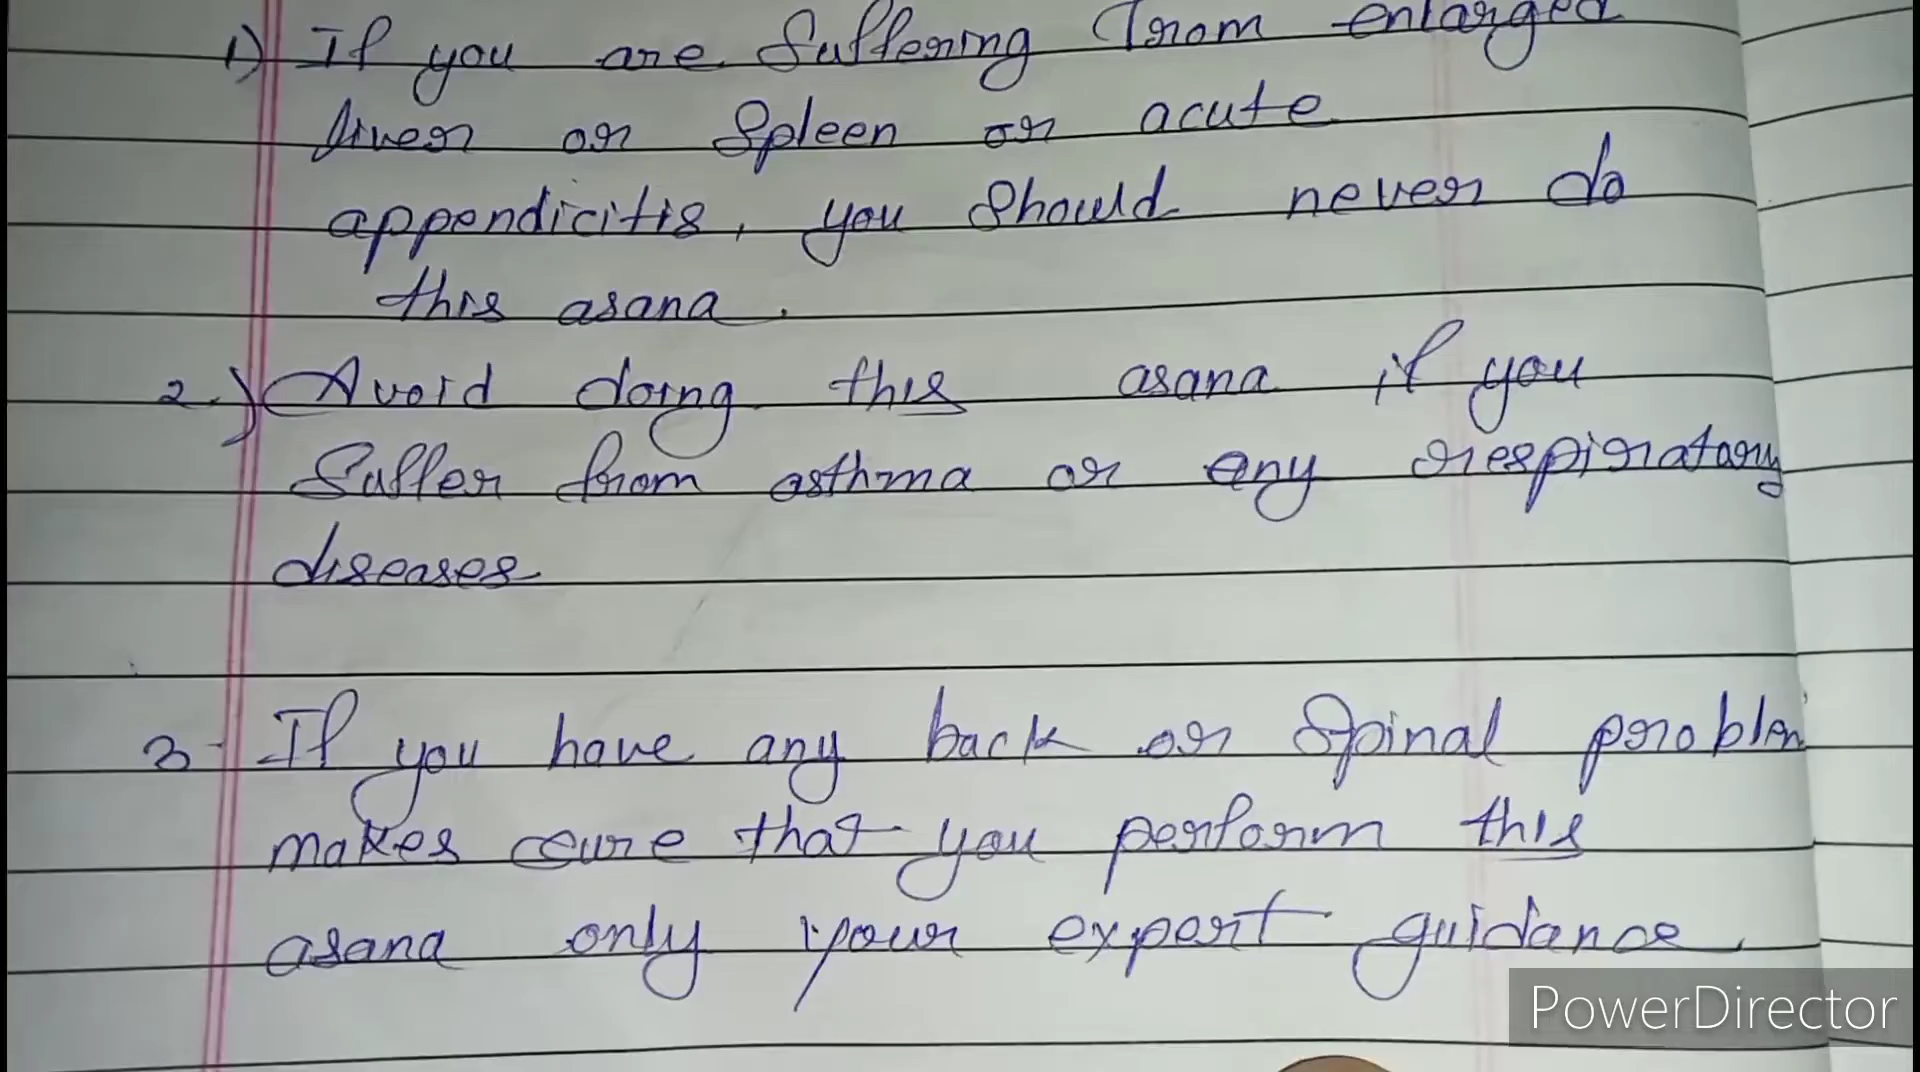 1) If you are Suffering from enlarged
liver or Spleen or acute
appendicitis, you Should never do
this asana.
2.) Avoid doing this asana if you
Suffer from asthma or any respiratory
diseases
3 If you have any back or Spinal problem
makes cure that you perform this
asana only your expert guidance.
PowerDirector